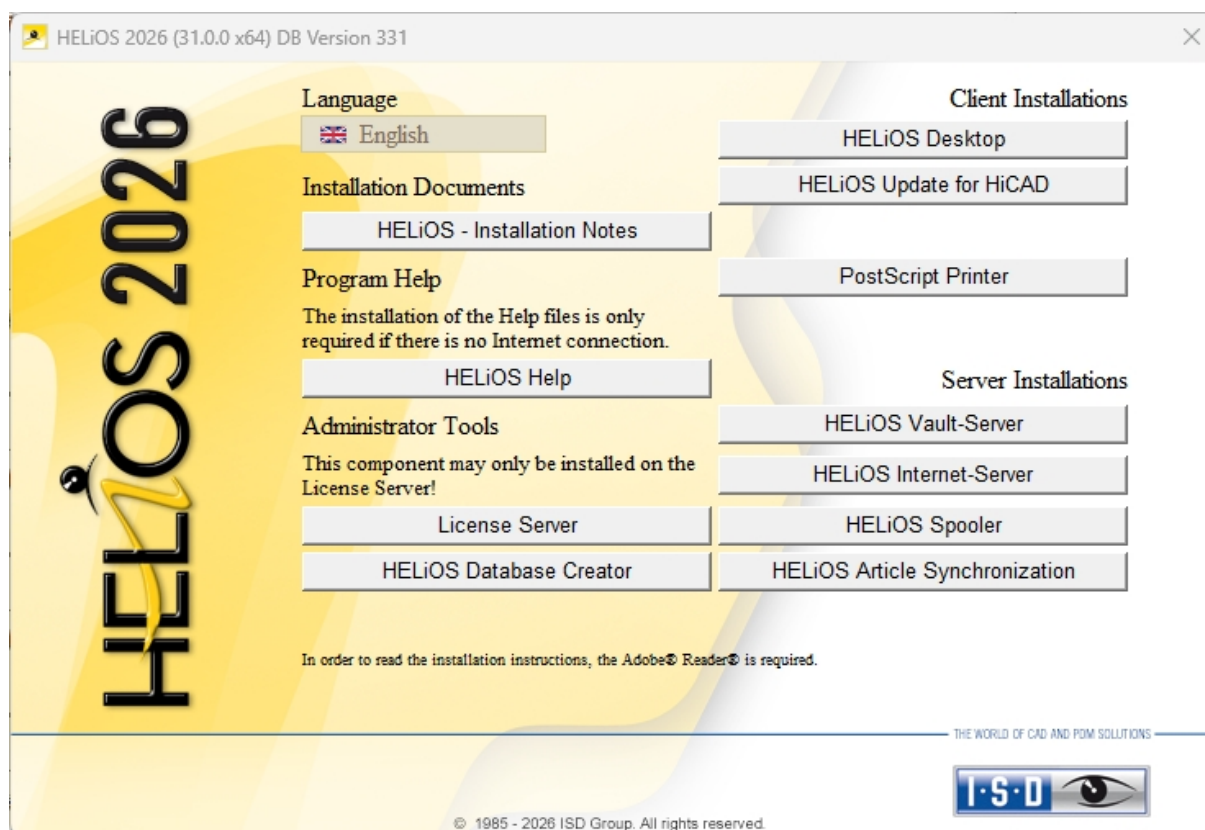 HELiOS 2026 (31.0.0 x64) DB Version 331
HELiOS 2026
Language
English
Installation Documents
HELiOS - Installation Notes
Program Help
The installation of the Help files is only
required if there is no Internet connection.
HELiOS Help
Administrator Tools
This component may only be installed on the
License Server!
License Server
HELiOS Database Creator
Client Installations
HELiOS Desktop
HELiOS Update for HiCAD
PostScript Printer
Server Installations
HELiOS Vault-Server
HELiOS Internet-Server
HELiOS Spooler
HELiOS Article Synchronization
In order to read the installation instructions, the Adobe® Reader® is required.
THE WORLD OF CAD AND PDM SOLUTIONS
I·S·D
© 1985 - 2026 ISD Group. All rights reserved.